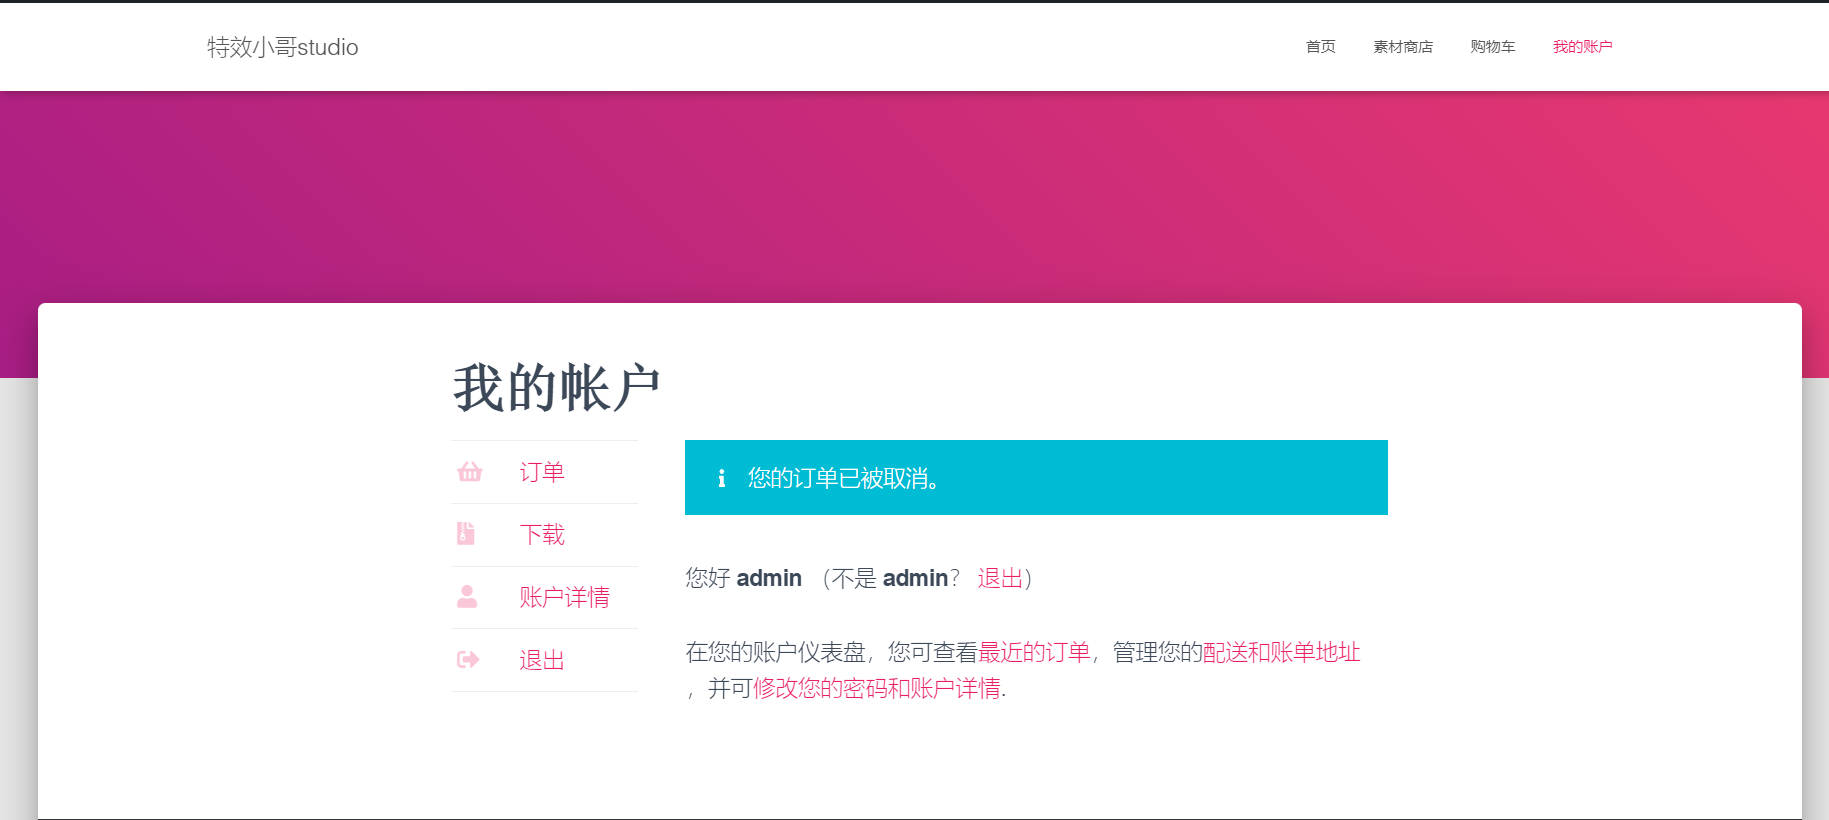 特效小哥studio
首页 素材商店 购物车 我的账户
我的帐户
订单
下载
账户详情
退出
您的订单已被取消。
您好 admin （不是 admin？ 退出）
在您的账户仪表盘，您可查看最近的订单，管理您的配送和账单地址
，并可修改您的密码和账户详情.